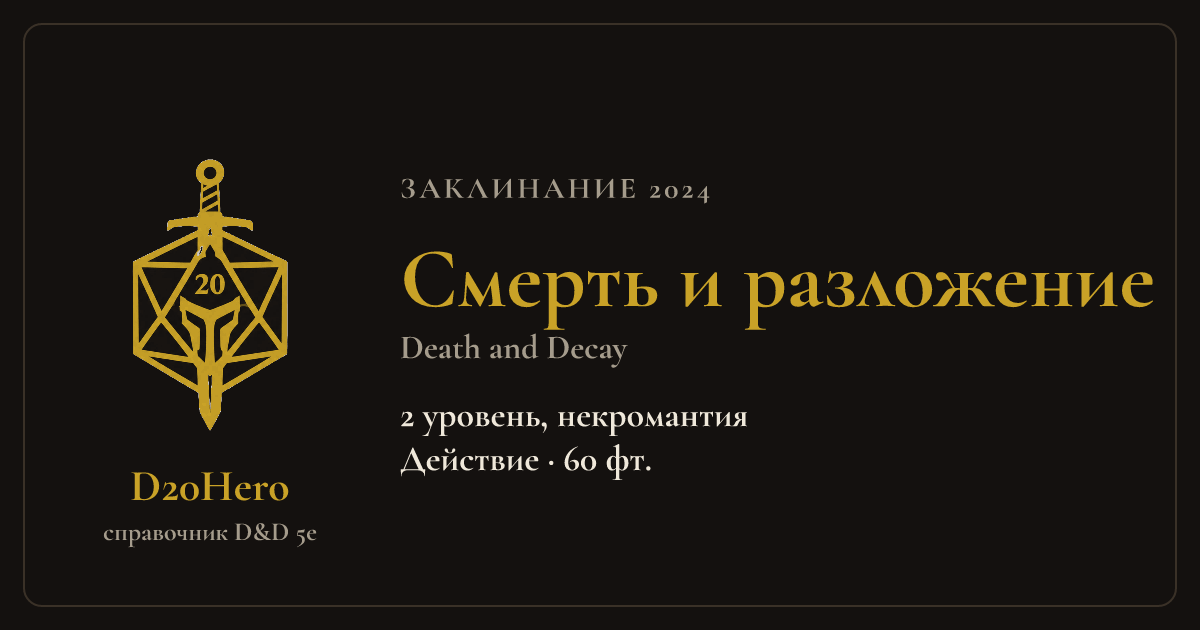 20
D20Hero
справочник D&D 5e
ЗАКЛИНАНИЕ 2024
Смерть и разложение
Death and Decay
2 уровень, некромантия
Действие · 60 фт.